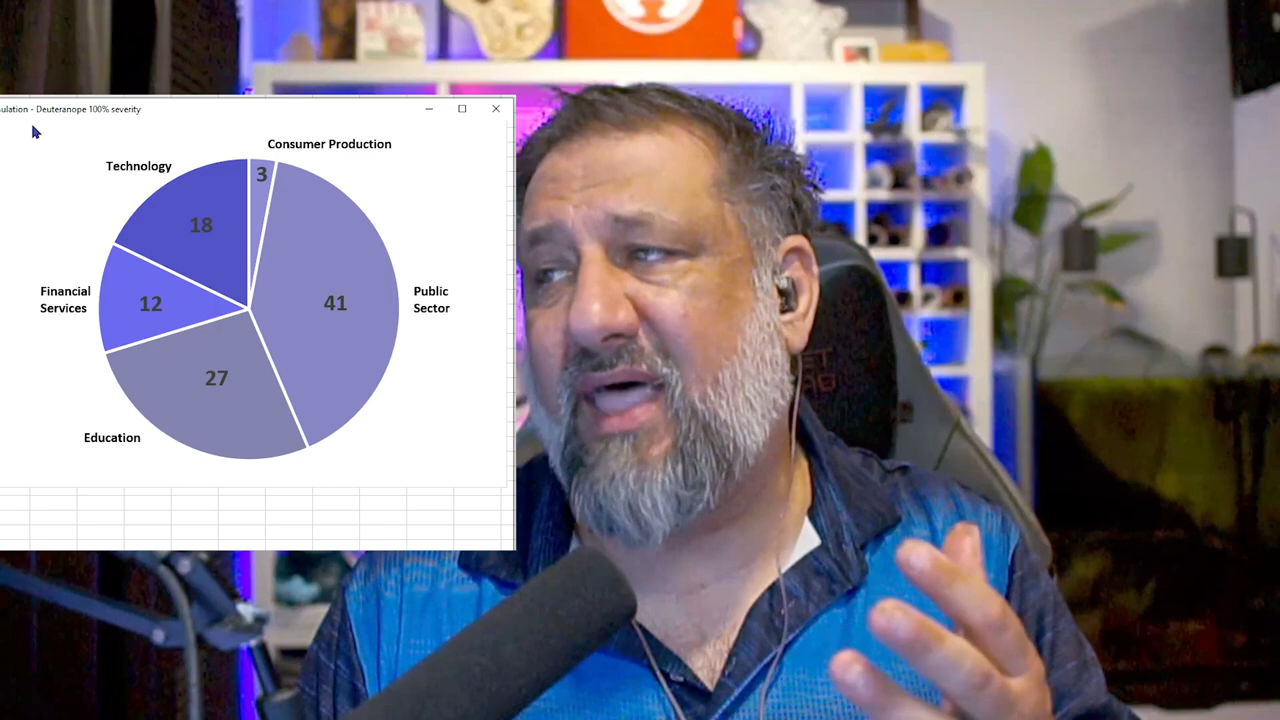 ulation - Deuteranope 100% severity
Consumer Production
Technology
3
18
Financial
Services
12
41
Public
Sector
27
Education